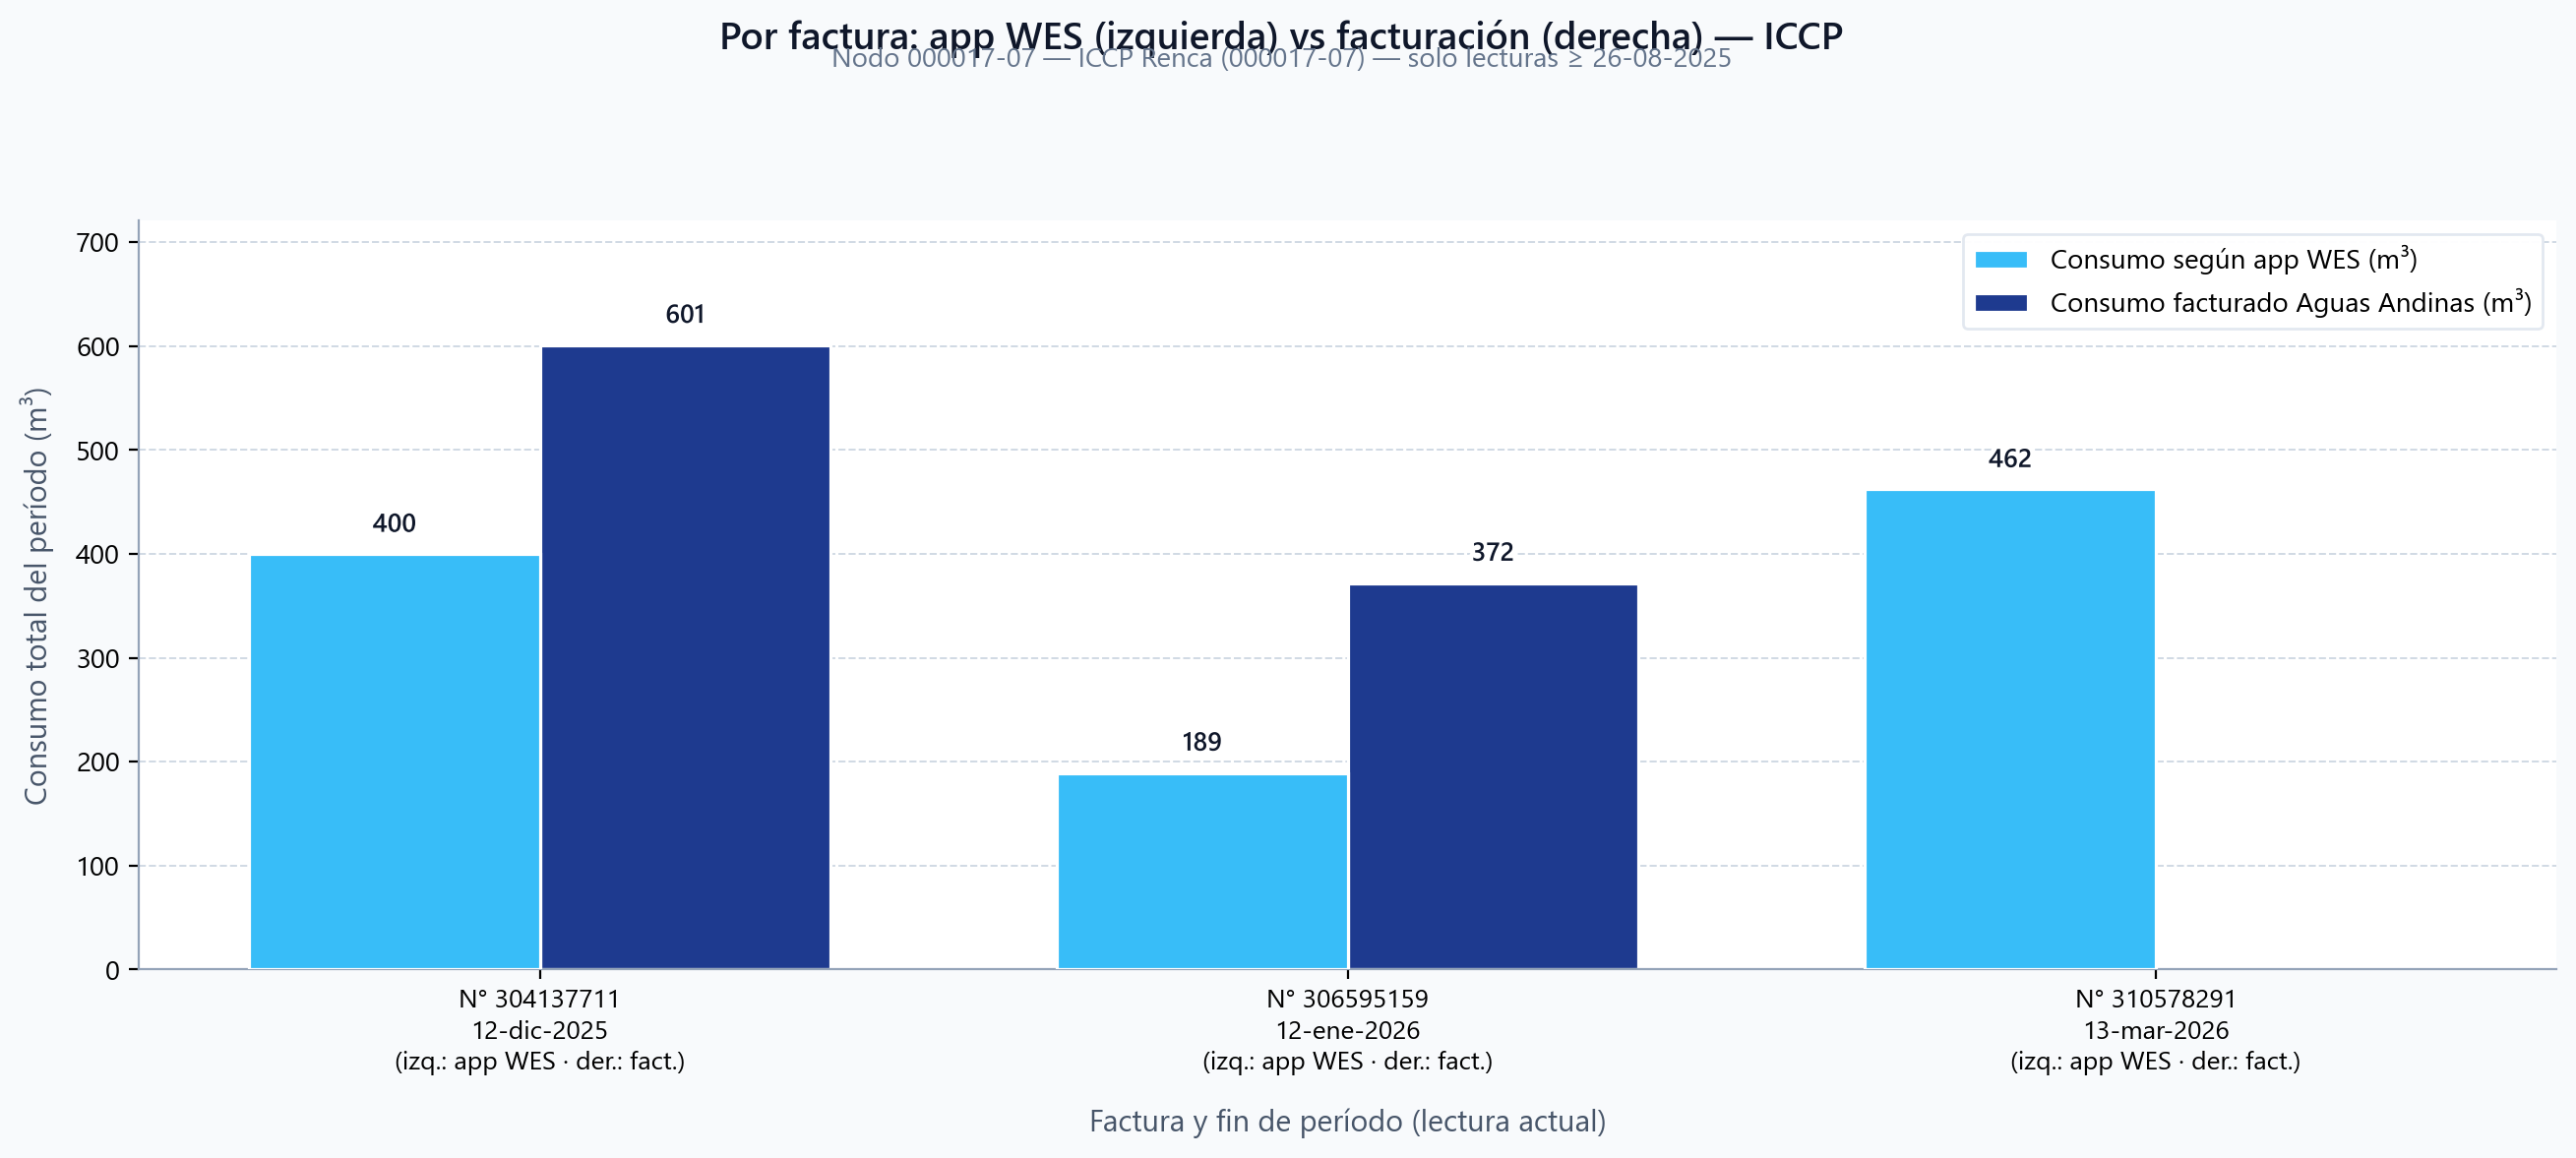 Por factura: app WES (izquierda) vs facturación (derecha) — ICCP
Nodo 000017-07 — ICCP Renca (000017-07) — solo lecturas ≥ 26-08-2025
Consumo según app WES (m³)
Consumo facturado Aguas Andinas (m³)
Consumo total del período (m³)
700
600
500
400
300
200
100
0
400
601
189
372
462
N° 304137711
12-dic-2025
(izq.: app WES · der.: fact.)
N° 306595159
12-ene-2026
(izq.: app WES · der.: fact.)
N° 310578291
13-mar-2026
(izq.: app WES · der.: fact.)
Factura y fin de período (lectura actual)